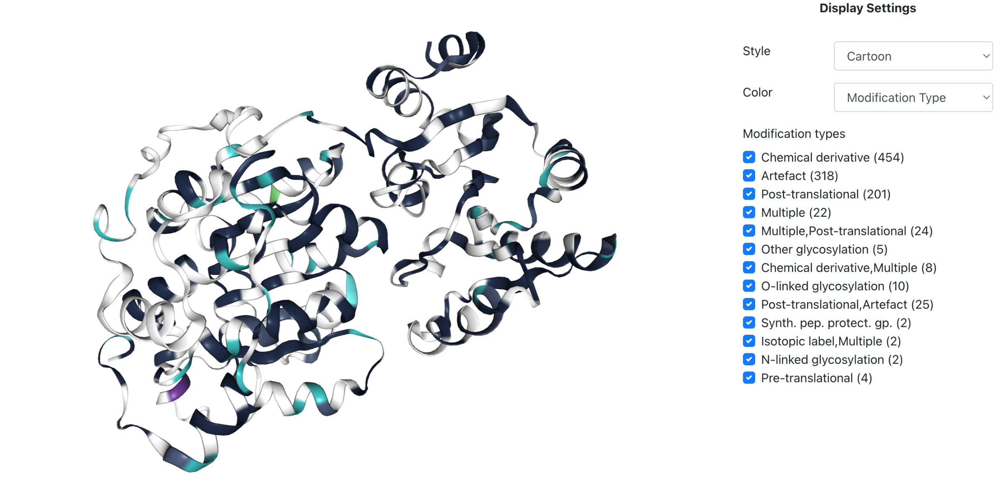 Display Settings
Style
Cartoon
Color
Modification Type
Modification types
Chemical derivative (454)
Artefact (318)
Post-translational (201)
Multiple (22)
Multiple,Post-translational (24)
Other glycosylation (5)
Chemical derivative,Multiple (8)
O-linked glycosylation (10)
Post-translational,Artefact (25)
Synth. pep. protect. gp. (2)
Isotopic label,Multiple (2)
N-linked glycosylation (2)
Pre-translational (4)